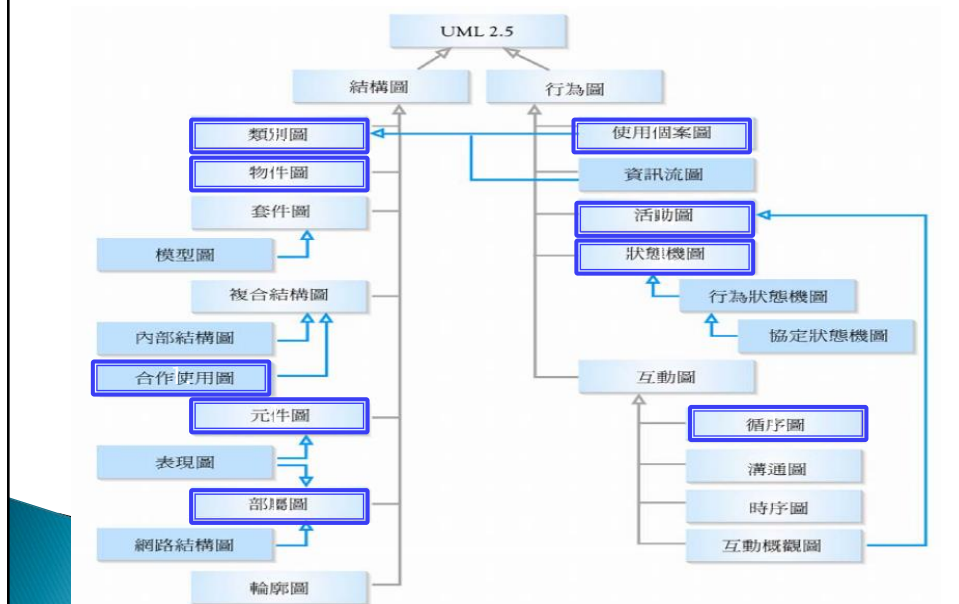 UML 2.5
結構圖
行為圖
類別圖
物件圖
套件圖
模型圖
複合結構圖
內部結構圖
合作使用圖
元件圖
表現圖
部屬圖
網路結構圖
輪廓圖
使用個案圖
資訊流圖
活動圖
狀態機圖
行為狀態機圖
協定狀態機圖
互動圖
循序圖
溝通圖
時序圖
互動概觀圖